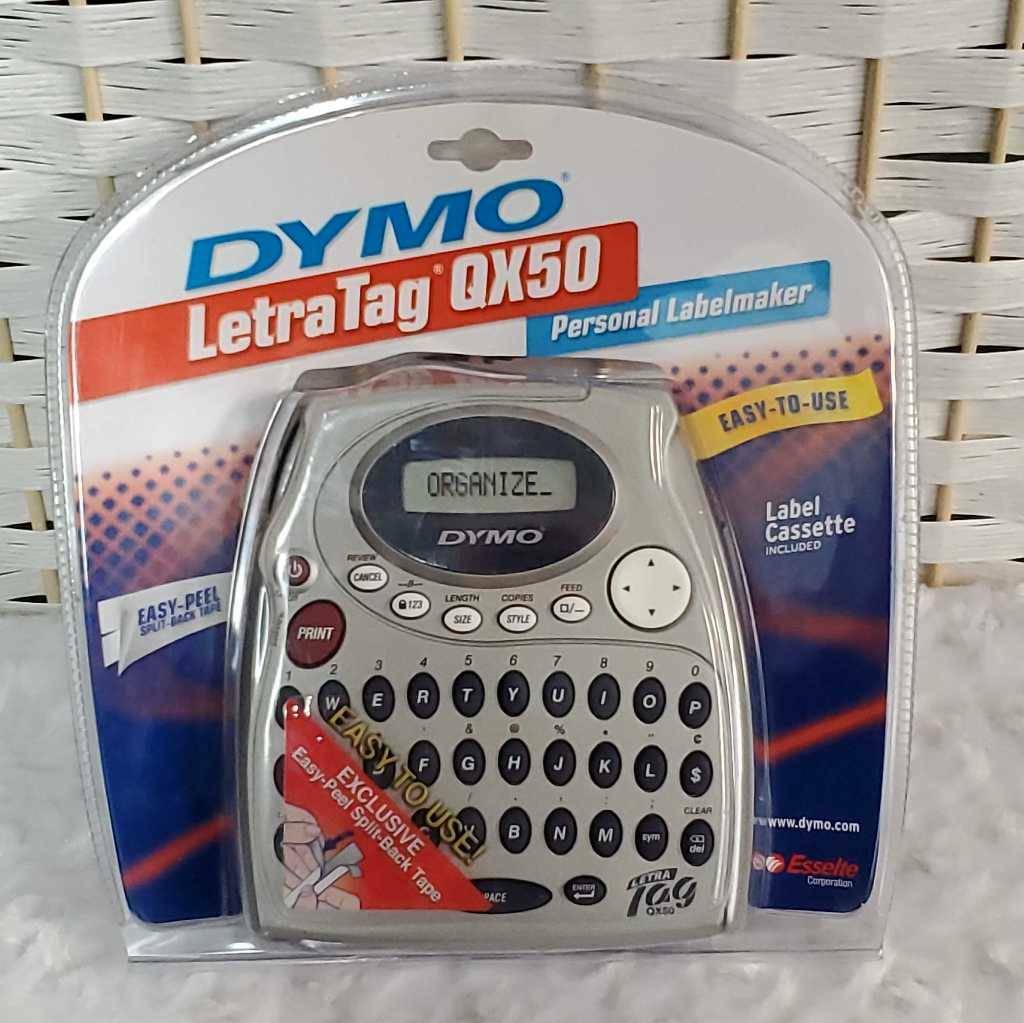 DYMO®
LetraTag® QX50
Personal Labelmaker
EASY-TO-USE
ORGANIZE_
DYMO
Label
Cassette
INCLUDED
EASY-PEEL
SPLIT-BACK TAPE
REVIEW
CANCEL
123
LENGTH
SIZE
COPIES
STYLE
FEED
PRINT
1 2 3 4 5 6 7 8 9 0
W E R T Y U I O P
& @ % ¢
F G H J K L $
CLEAR
B N M sym del
EASY TO USE!
EXCLUSIVE
Easy-Peel Split-Back Tape
ENTER
LETRA
Tag
QX50
www.dymo.com
Esselte
Corporation